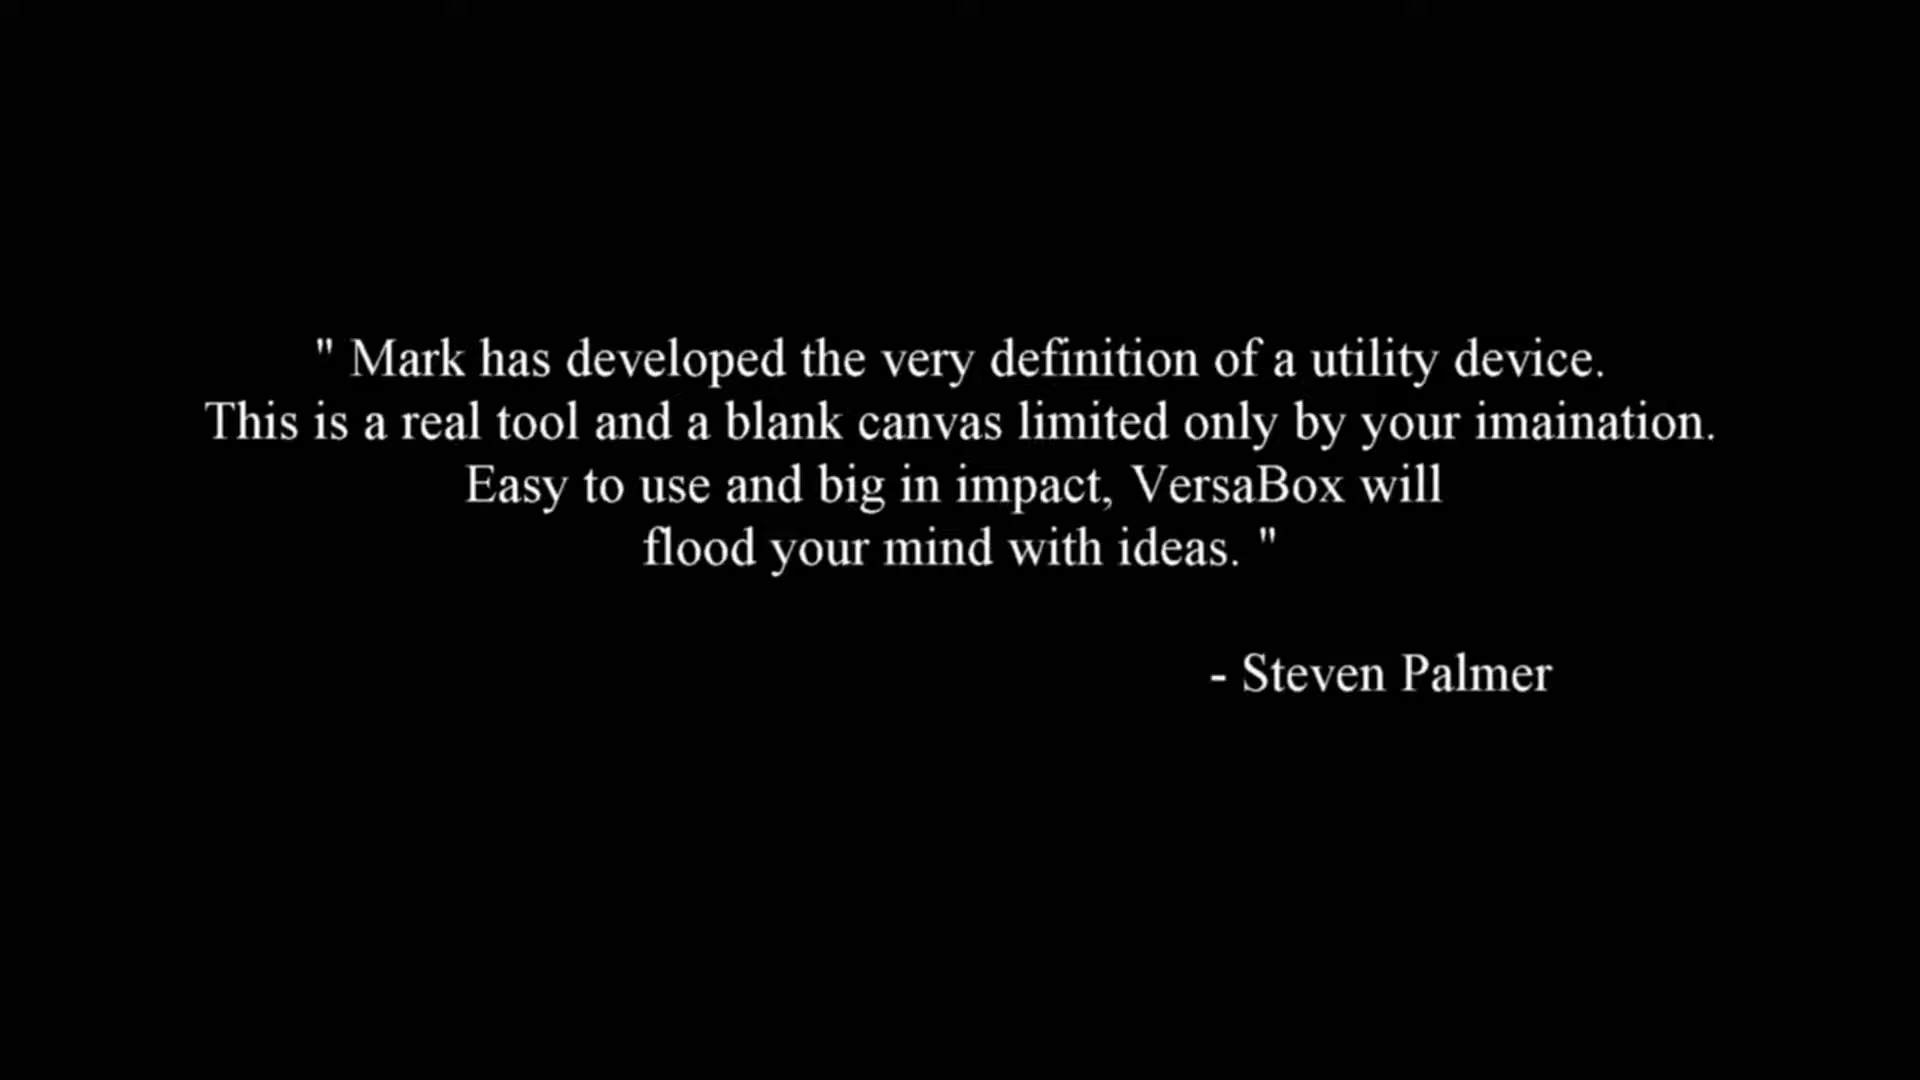 " Mark has developed the very definition of a utility device.
This is a real tool and a blank canvas limited only by your imaination.
Easy to use and big in impact, VersaBox will
flood your mind with ideas. "
- Steven Palmer